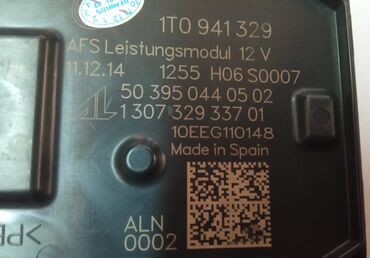 1T0 941 329
AFS Leistungsmodul 12 V
11.12.14 1255 H06 S0007
50 395 044 05 02
1 307 329 337 01
10EEG110148
Made in Spain
ALN
0002
>PB